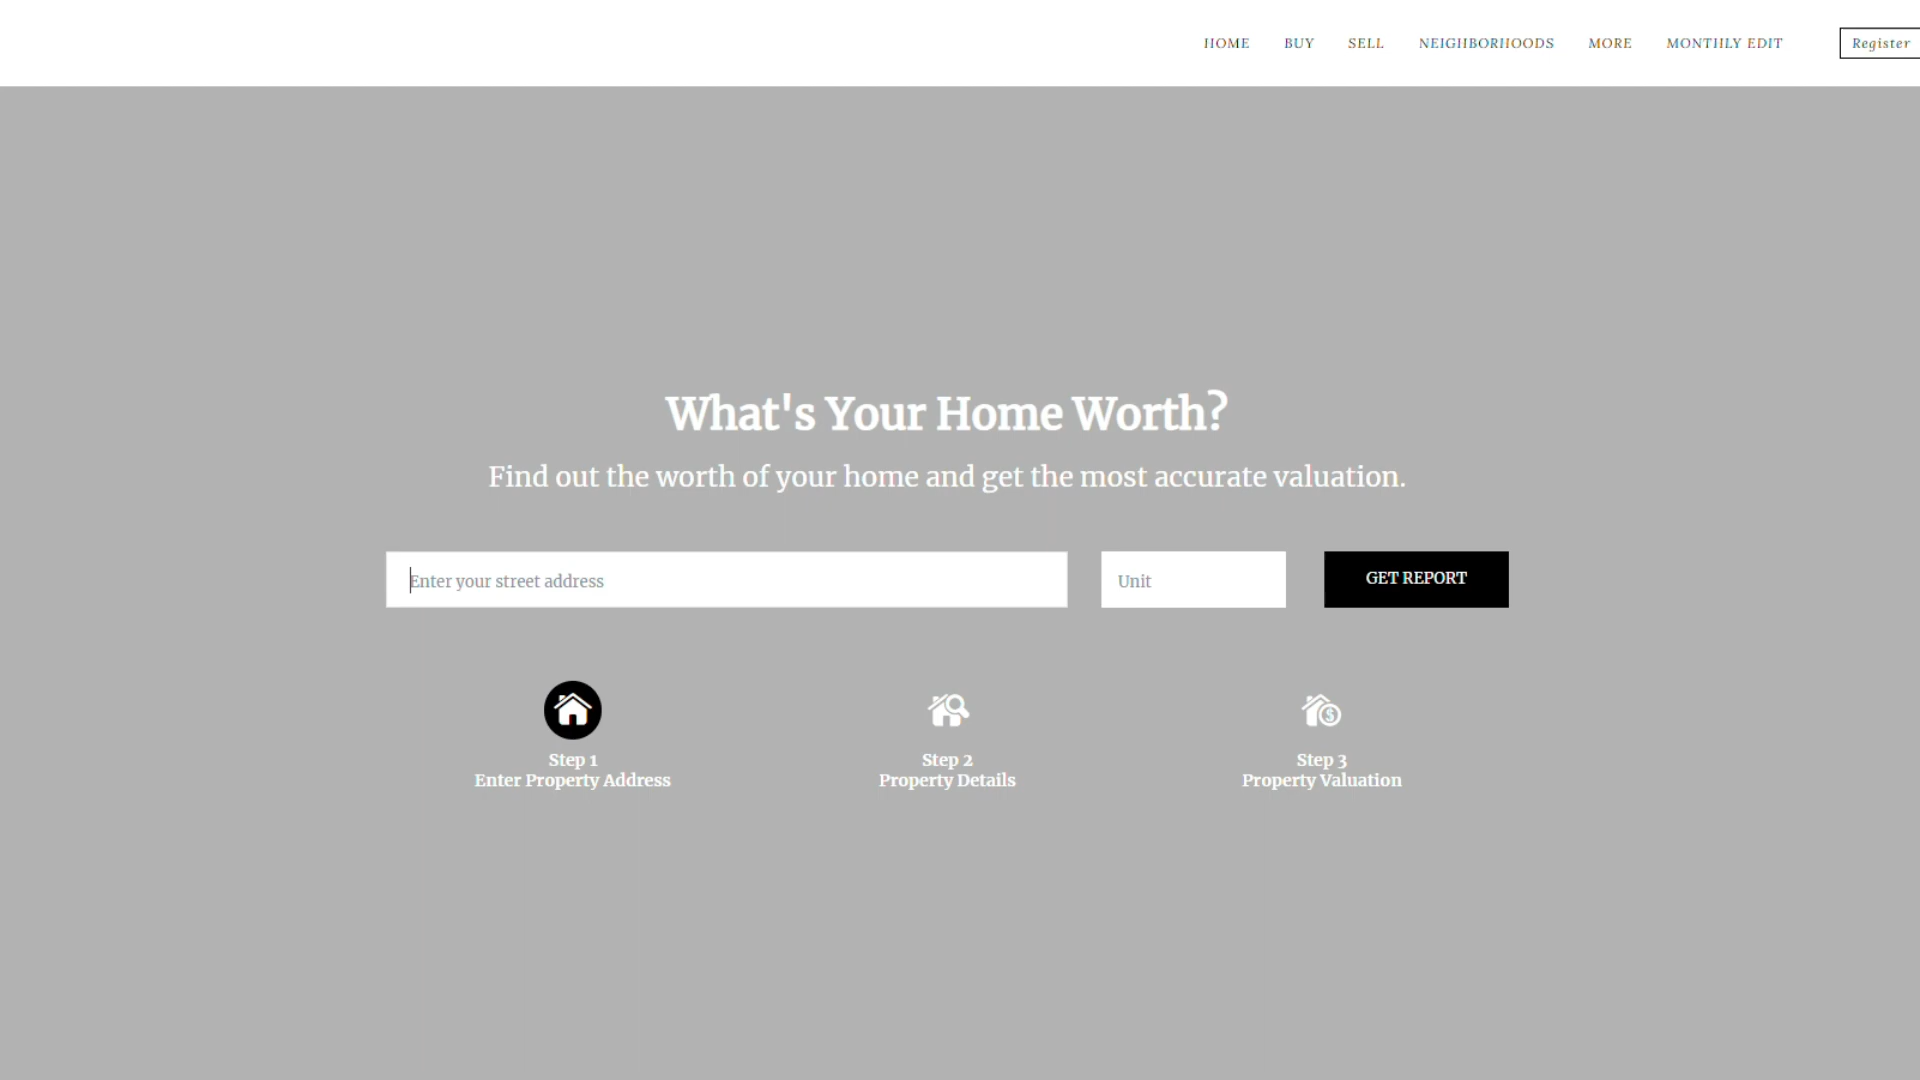 HOME BUY SELL NEIGHBORHOODS MORE MONTHLY EDIT Register
What's Your Home Worth?
Find out the worth of your home and get the most accurate valuation.
Enter your street address Unit GET REPORT
Step 1 Step 2 Step 3
Enter Property Address Property Details Property Valuation